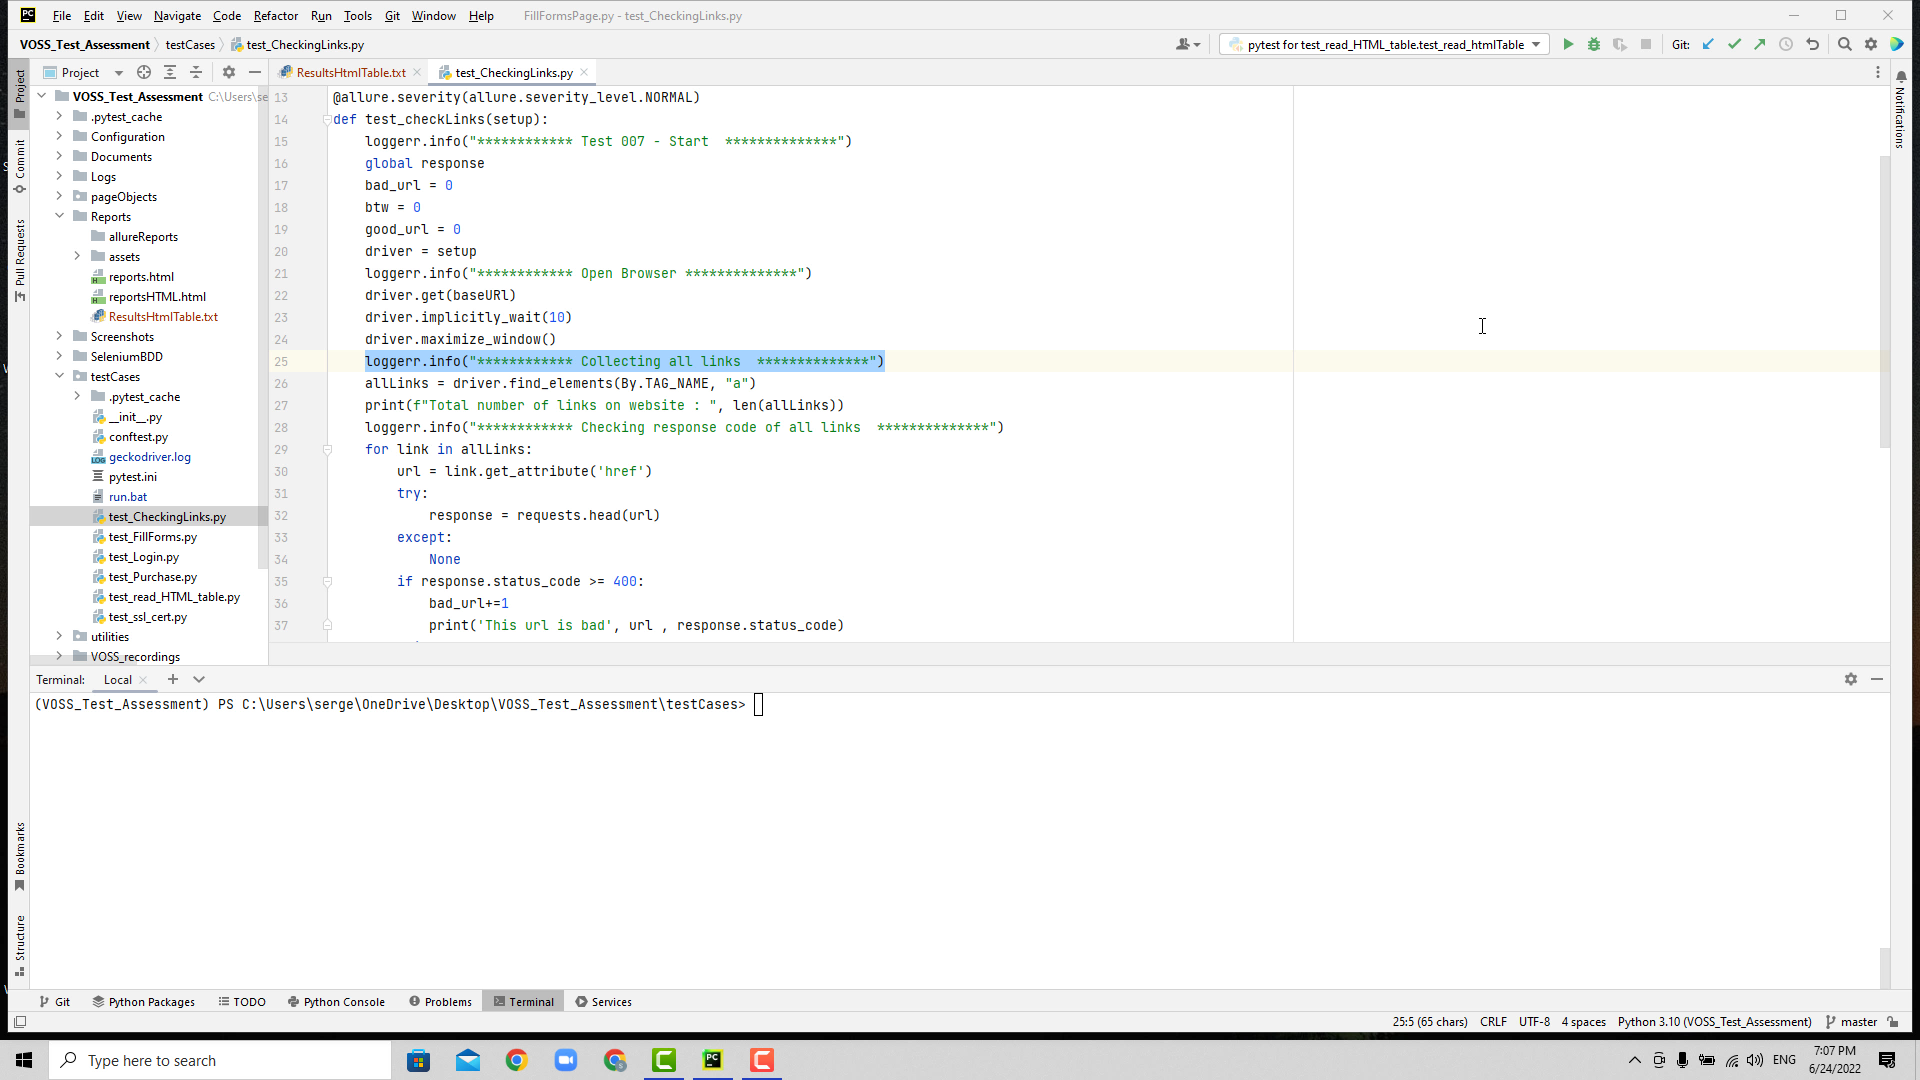 PC File Edit View Navigate Code Refactor Run Tools Git Window Help FillFormsPage.py - test_CheckingLinks.py
VOSS_Test_Assessment testCases test_CheckingLinks.py pytest for test_read_HTML_table.test_read_htmlTable Git:
Project ResultsHtmlTable.txt test_CheckingLinks.py
Project
Commit
Pull Requests
Bookmarks
Structure
Notifications
VOSS_Test_Assessment C:\Users\se
.pytest_cache
Configuration
Documents
Logs
pageObjects
Reports
allureReports
assets
reports.html
reportsHTML.html
ResultsHtmlTable.txt
Screenshots
SeleniumBDD
testCases
.pytest_cache
__init__.py
conftest.py
geckodriver.log
pytest.ini
run.bat
test_CheckingLinks.py
test_FillForms.py
test_Login.py
test_Purchase.py
test_read_HTML_table.py
test_ssl_cert.py
utilities
VOSS_recordings
13 @allure.severity(allure.severity_level.NORMAL)
14 def test_checkLinks(setup):
15 loggerr.info("************ Test 007 - Start **************")
16 global response
17 bad_url = 0
18 btw = 0
19 good_url = 0
20 driver = setup
21 loggerr.info("************ Open Browser **************")
22 driver.get(baseURl)
23 driver.implicitly_wait(10)
24 driver.maximize_window()
25 loggerr.info("************ Collecting all links **************")
26 allLinks = driver.find_elements(By.TAG_NAME, "a")
27 print(f"Total number of links on website : ", len(allLinks))
28 loggerr.info("************ Checking response code of all links **************")
29 for link in allLinks:
30 url = link.get_attribute('href')
31 try:
32 response = requests.head(url)
33 except:
34 None
35 if response.status_code >= 400:
36 bad_url+=1
37 print('This url is bad', url , response.status_code)
Terminal: Local
(VOSS_Test_Assessment) PS C:\Users\serge\OneDrive\Desktop\VOSS_Test_Assessment\testCases>
Git Python Packages TODO Python Console Problems Terminal Services
25:5 (65 chars) CRLF UTF-8 4 spaces Python 3.10 (VOSS_Test_Assessment) master
Type here to search PC ENG 7:07 PM
6/24/2022